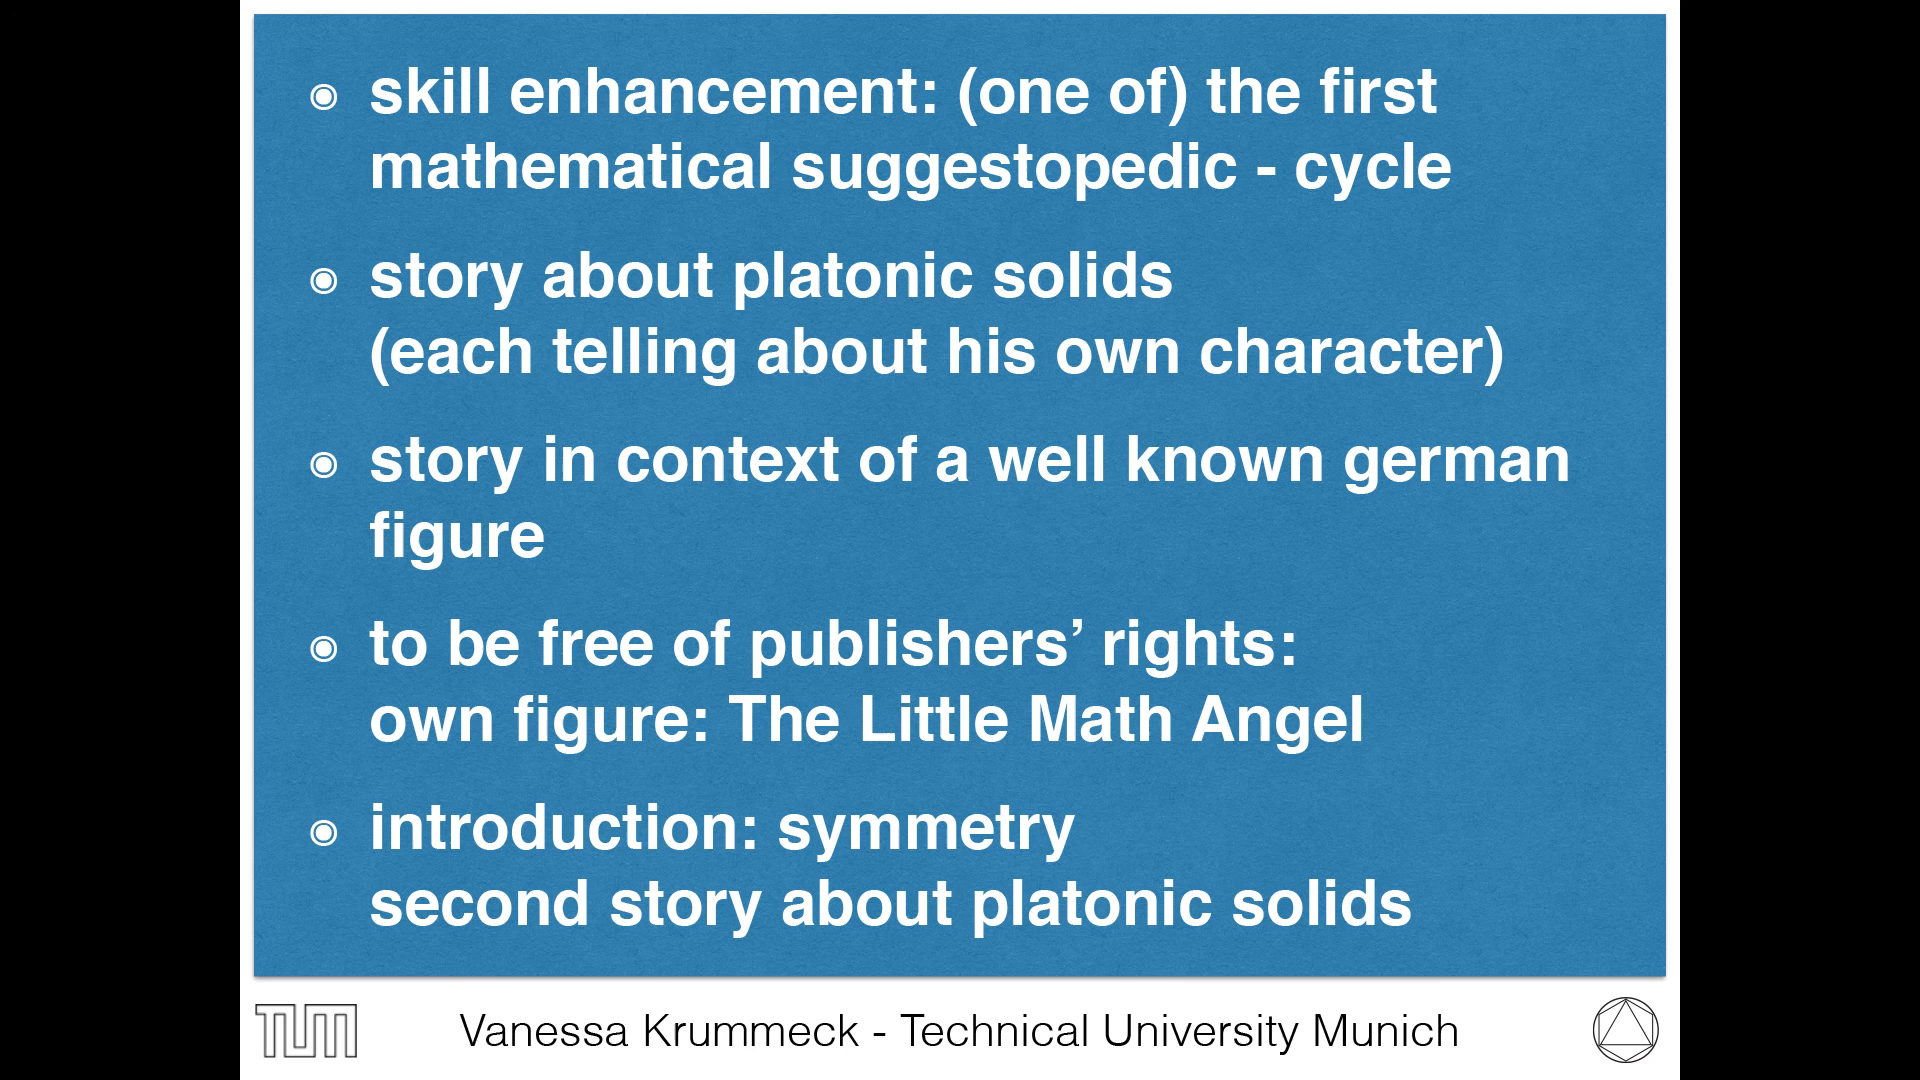 skill enhancement: (one of) the first
mathematical suggestopedic - cycle
story about platonic solids
(each telling about his own character)
story in context of a well known german
figure
to be free of publishers’ rights:
own figure: The Little Math Angel
introduction: symmetry
second story about platonic solids
TUM
Vanessa Krummeck - Technical University Munich